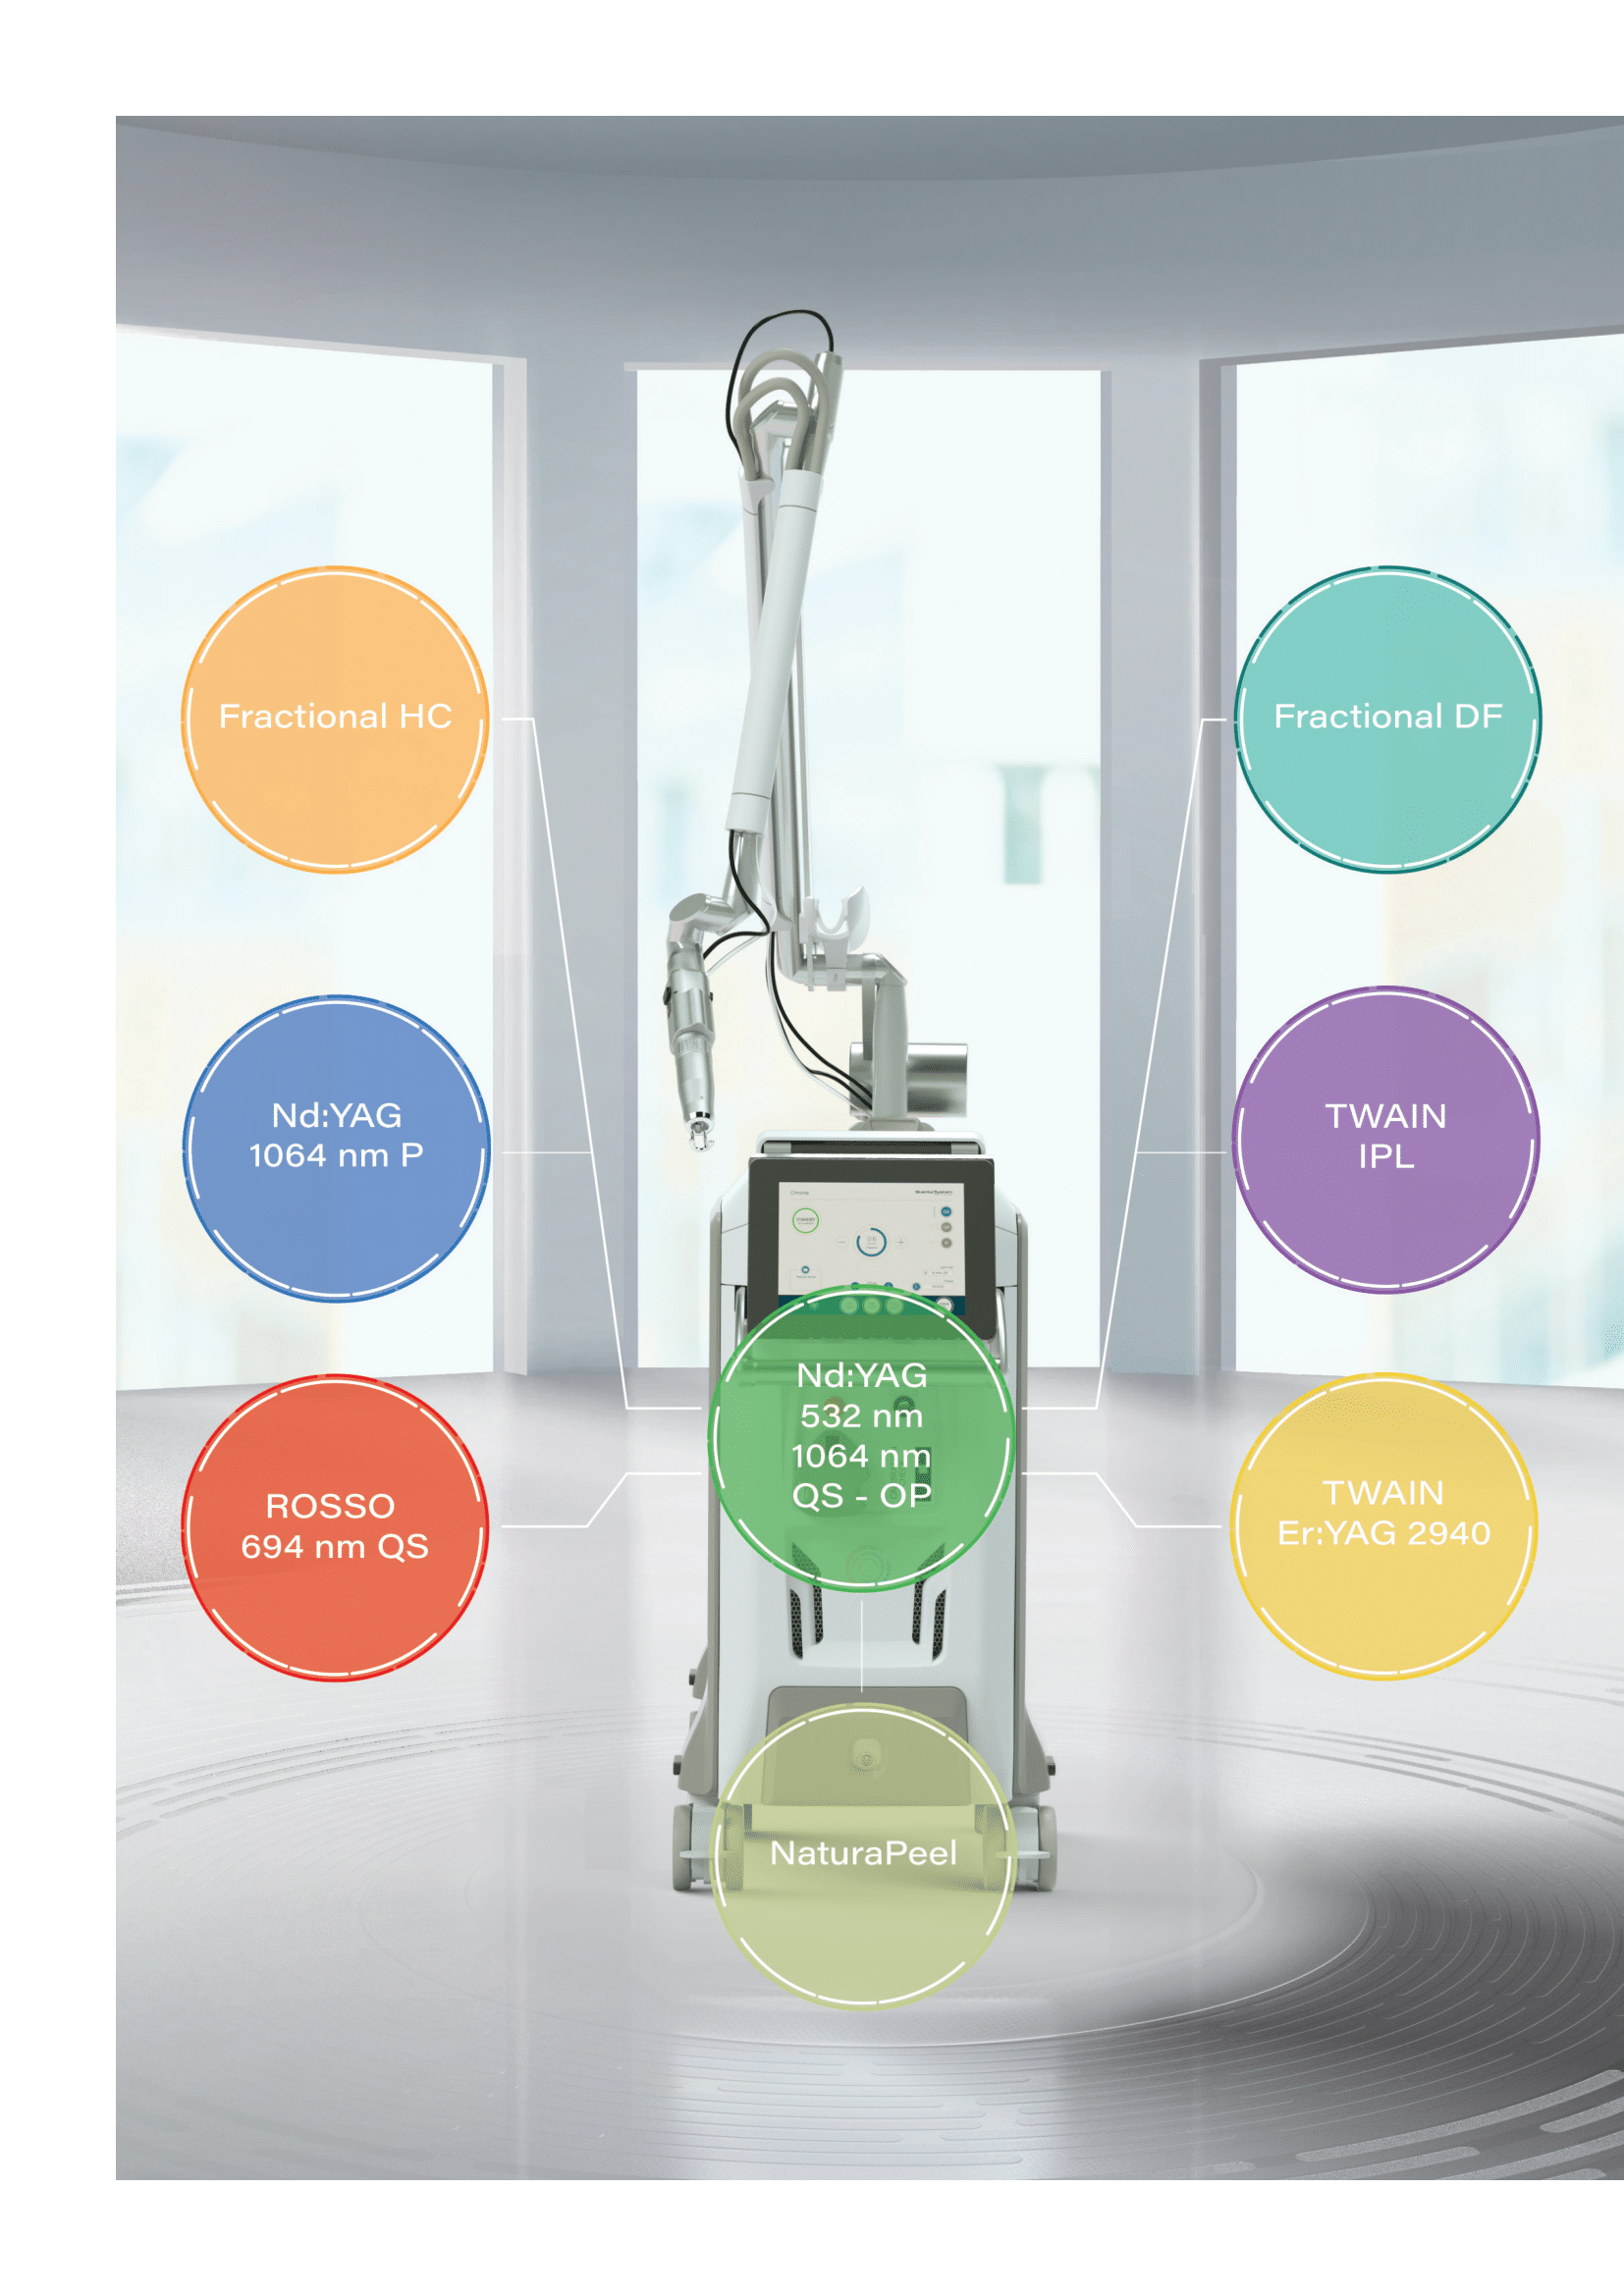 Fractional HC
Fractional DF
Nd:YAG
1064 nm P
TWAIN
IPL
Nd:YAG
532 nm
1064 nm
QS - OP
ROSSO
694 nm QS
TWAIN
Er:YAG 2940
NaturaPeel